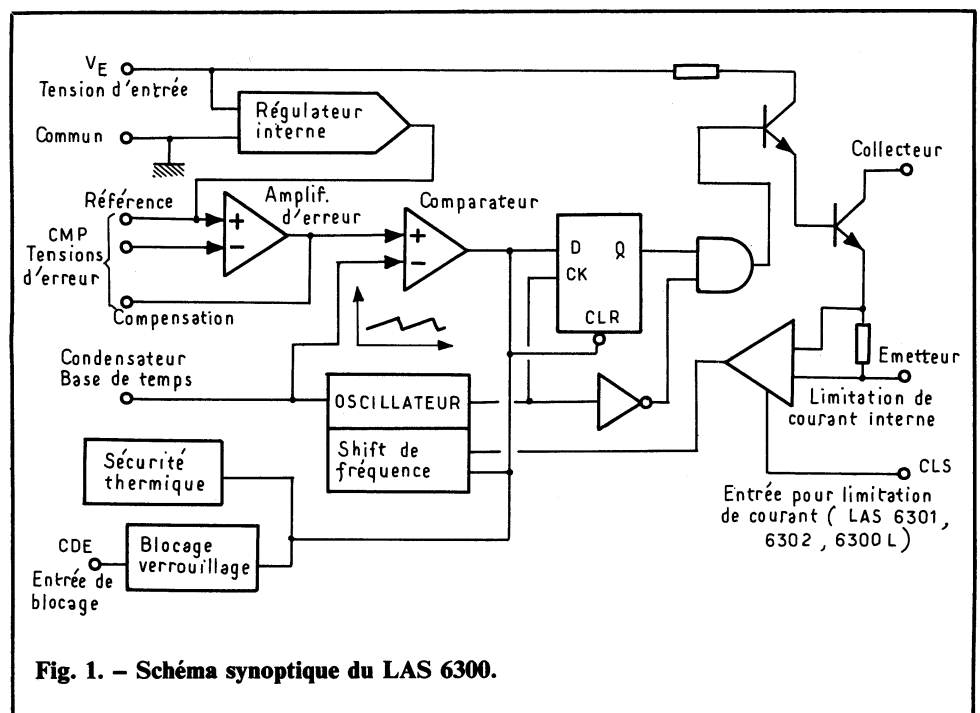 VE
Tension d'entrée
Commun
Régulateur
interne
Référence
CMP
Tensions
d'erreur
Compensation
Amplif.
d'erreur
+
−
Comparateur
+
−
D
Q
CK
CLR
Collecteur
Condensateur
Base de temps
OSCILLATEUR
Shift de
fréquence
Emetteur
Limitation de
courant interne
CLS
Entrée pour limitation
de courant ( LAS 6301,
6302 , 6300 L )
Sécurité
thermique
CDE
Entrée de
blocage
Blocage
verrouillage
Fig. 1. – Schéma synoptique du LAS 6300.